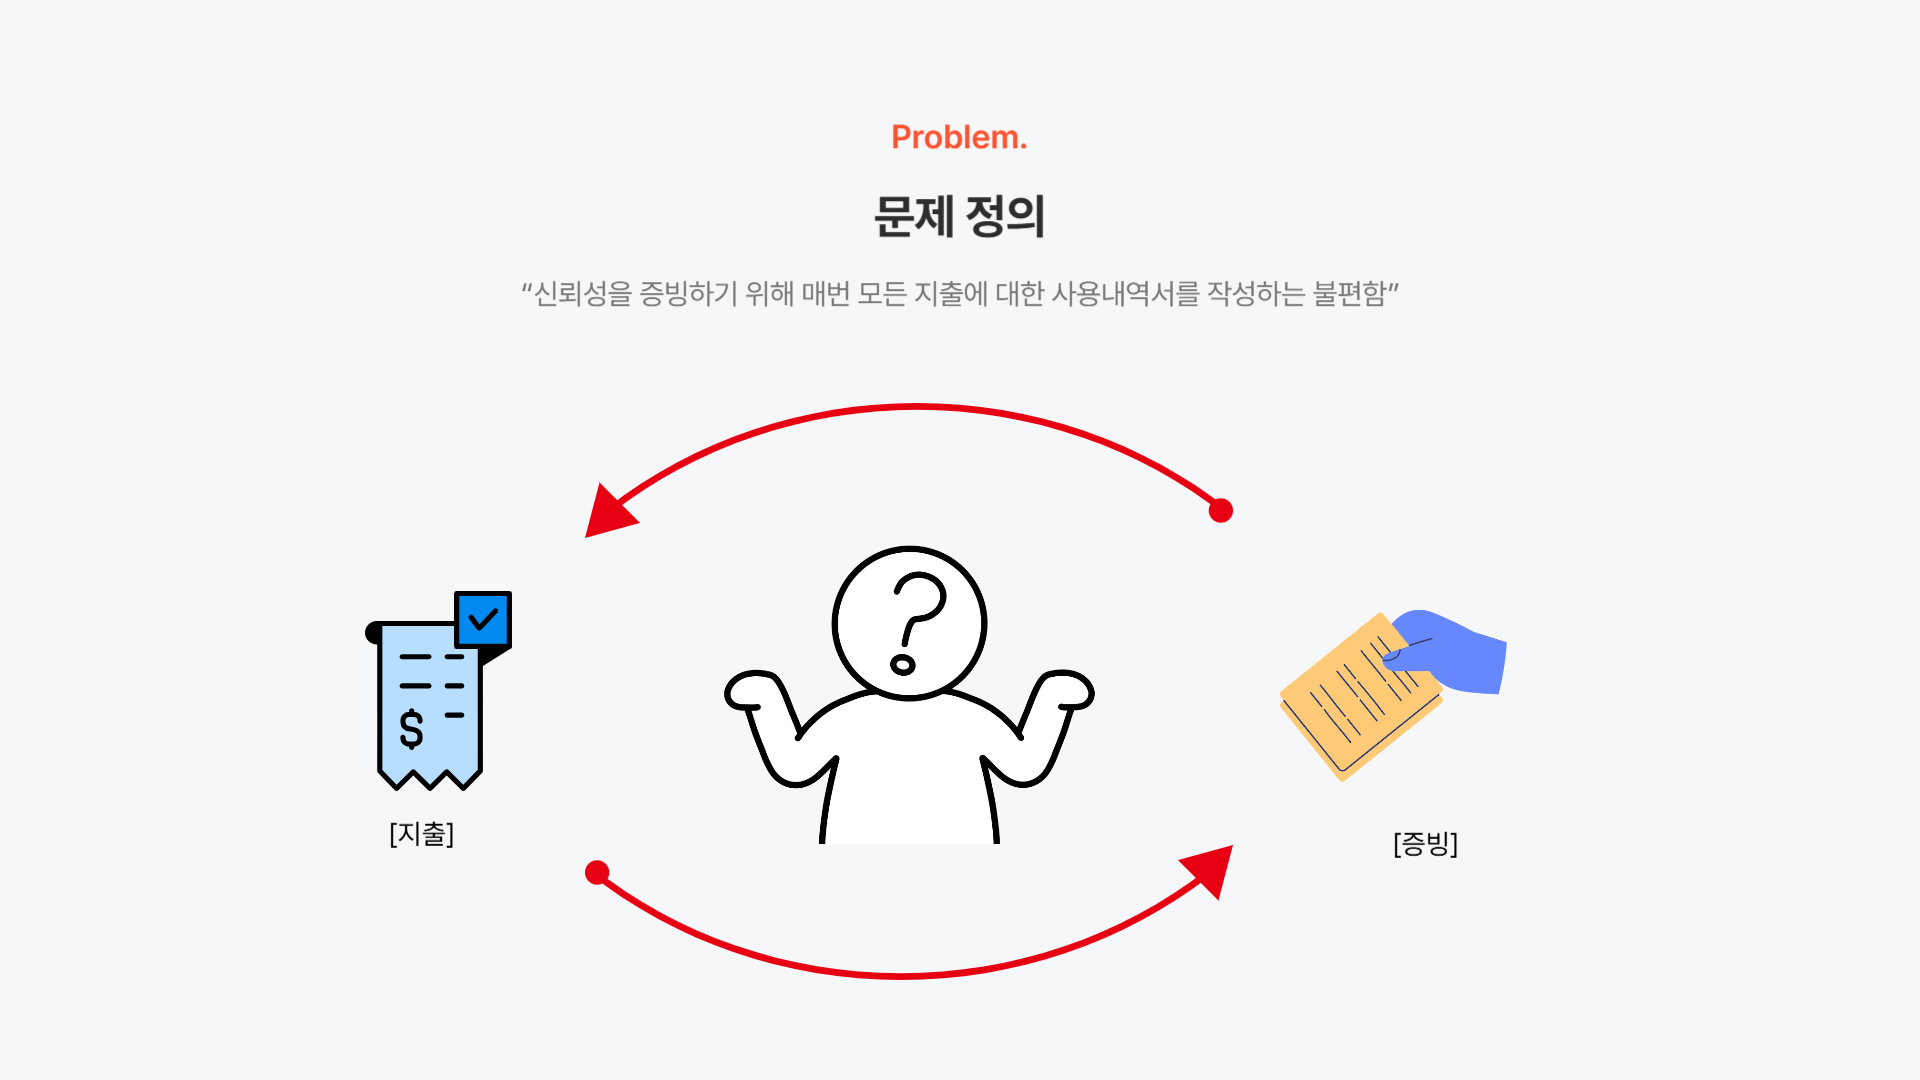 Problem.
문제 정의
“신뢰성을 증빙하기 위해 매번 모든 지출에 대한 사용내역서를 작성하는 불편함”
?
$
[지출]
[증빙]